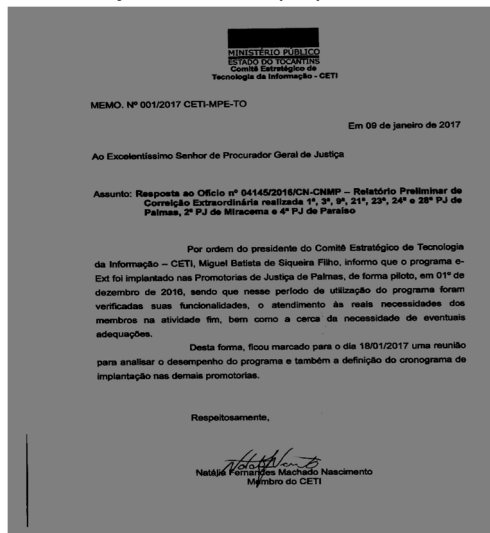 MINISTÉRIO PÚBLICO
ESTADO DO TOCANTINS
Comitê Estratégico de
Tecnologia da Informação - CETI
MEMO. Nº 001/2017 CETI-MPE-TO
Em 09 de janeiro de 2017
Ao Excelentíssimo Senhor de Procurador Geral de Justiça
Assunto: Resposta ao Ofício nº 04145/2016/CN-CNMP – Relatório Preliminar de
Correição Extraordinária realizada 1ª, 3ª, 9ª, 21ª, 23ª, 24ª e 28ª PJ de
Palmas, 2ª PJ de Miracema e 4ª PJ de Paraíso
Por ordem do presidente do Comitê Estratégico de Tecnologia
da Informação – CETI, Miguel Batista de Siqueira Filho, informo que o programa e-
Ext foi implantado nas Promotorias de Justiça de Palmas, de forma piloto, em 01º de
dezembro de 2016, sendo que nesse período de utilização do programa foram
verificadas suas funcionalidades, o atendimento às reais necessidades dos
membros na atividade fim, bem como a cerca da necessidade de eventuais
adequações.
Desta forma, ficou marcado para o dia 18/01/2017 uma reunião
para analisar o desempenho do programa e também a definição do cronograma de
implantação nas demais promotorias.
Respeitosamente,
Natália Fernandes Machado Nascimento
Membro do CETI